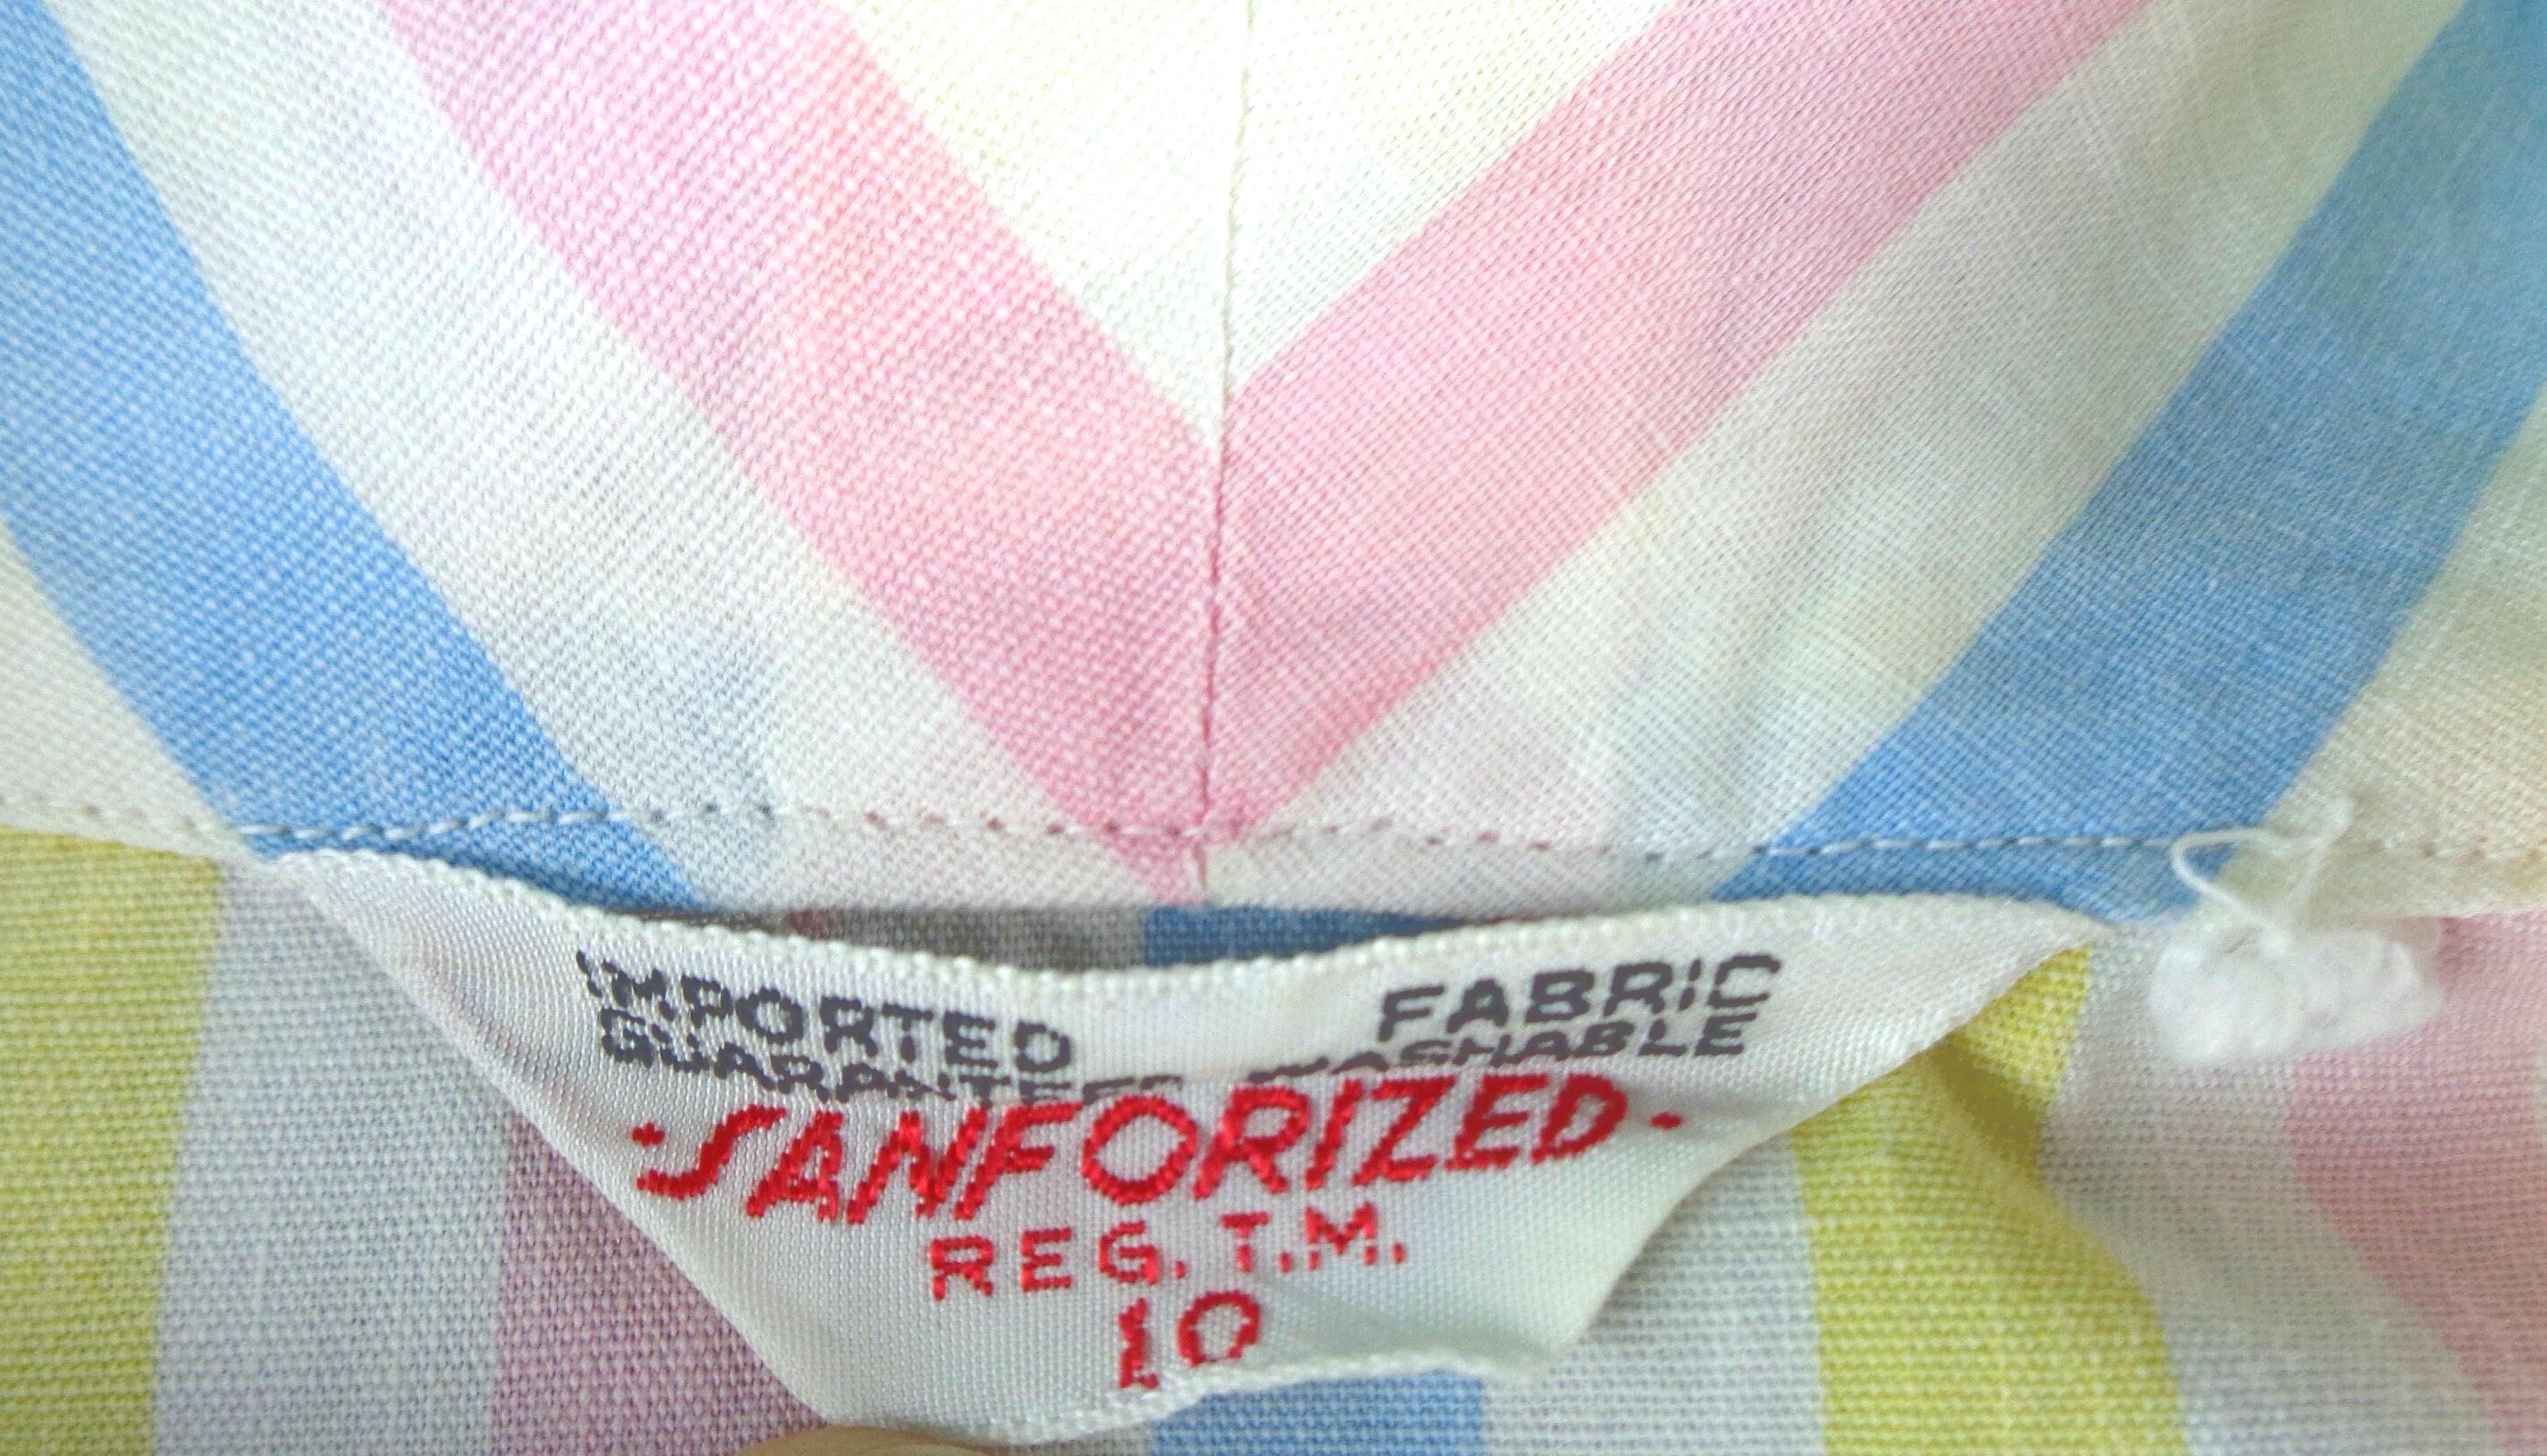 IMPORTED FABRIC
GUARANTEED WASHABLE
·SANFORIZED·
REG. T.M.
10